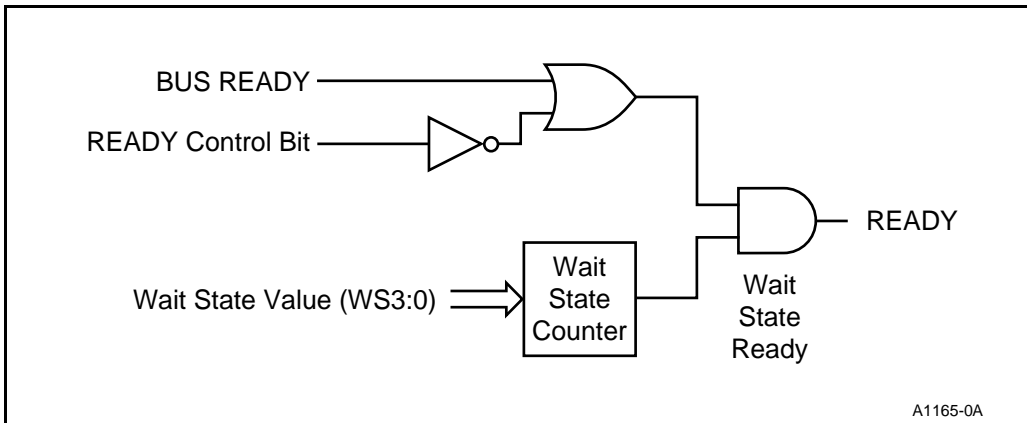 BUS READY
READY Control Bit
READY
Wait State Value (WS3:0)
Wait
State
Counter
Wait
State
Ready
A1165-0A